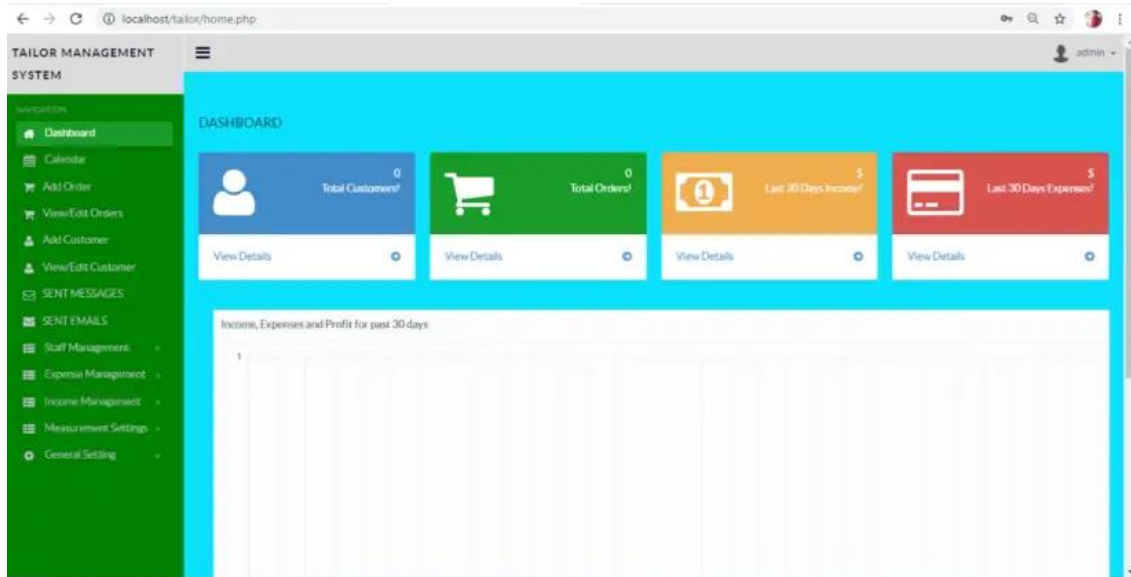 localhost/tailor/home.php
TAILOR MANAGEMENT
SYSTEM
admin
NAVIGATION
Dashboard
Calendar
Add Order
View/Edit Orders
Add Customer
View/Edit Customer
SENT MESSAGES
SENT EMAILS
Staff Management
Expense Management
Income Management
Measurement Settings
General Setting
DASHBOARD
0
Total Customers!
View Details
0
Total Orders!
View Details
$
Last 30 Days Income!
View Details
$
Last 30 Days Expenses!
View Details
Income, Expenses and Profit for past 30 days
1